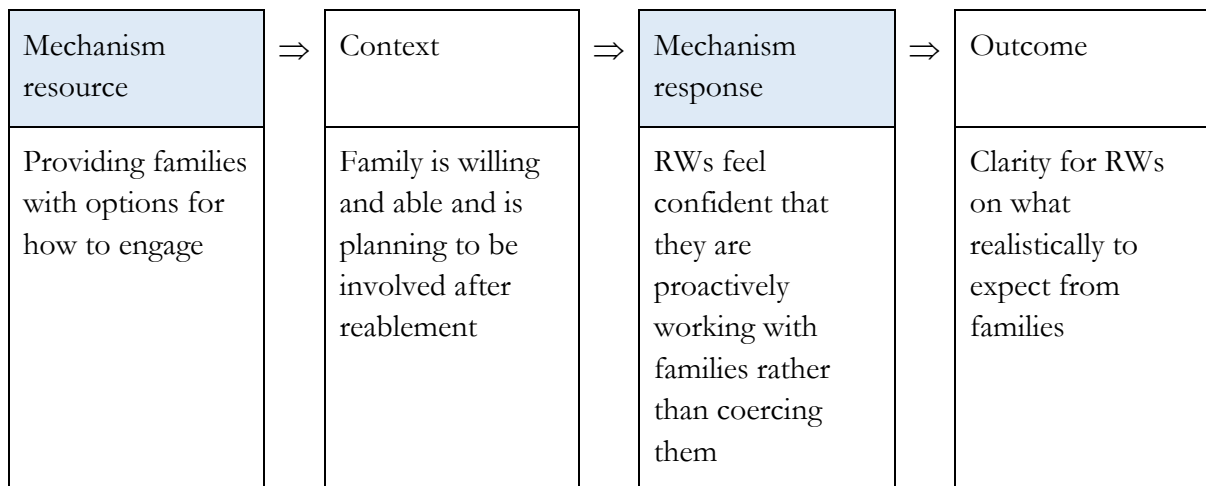 Mechanism
resource
⇒
Context
⇒
Mechanism
response
⇒
Outcome
Providing families
with options for
how to engage
Family is willing
and able and is
planning to be
involved after
reablement
RWs feel
confident that
they are
proactively
working with
families rather
than coercing
them
Clarity for RWs
on what
realistically to
expect from
families